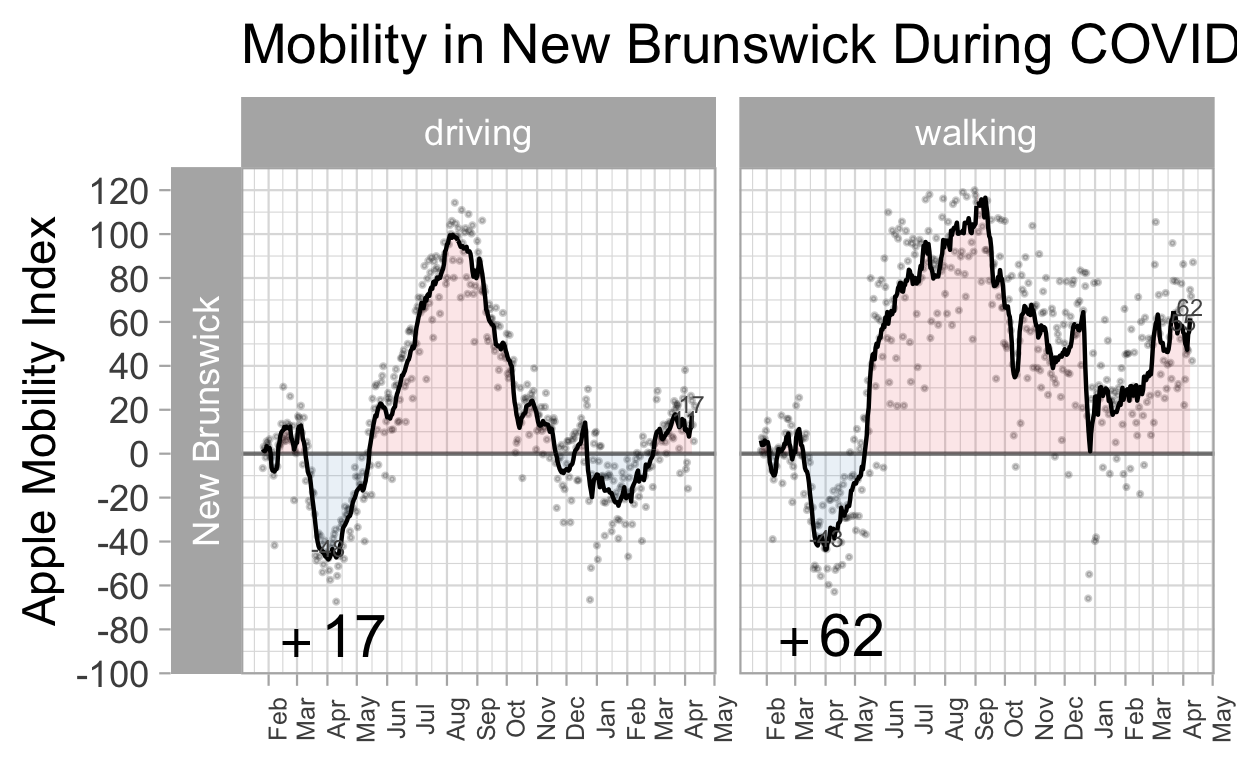 Mobility in New Brunswick During COVID
driving
walking
Apple Mobility Index
New Brunswick
120
100
80
60
40
20
0
-20
-40
-60
-80
-100
17
+ 17
62
+ 62
Feb Mar Apr May Jun Jul Aug Sep Oct Nov Dec Jan Feb Mar Apr May
Feb Mar Apr May Jun Jul Aug Sep Oct Nov Dec Jan Feb Mar Apr May